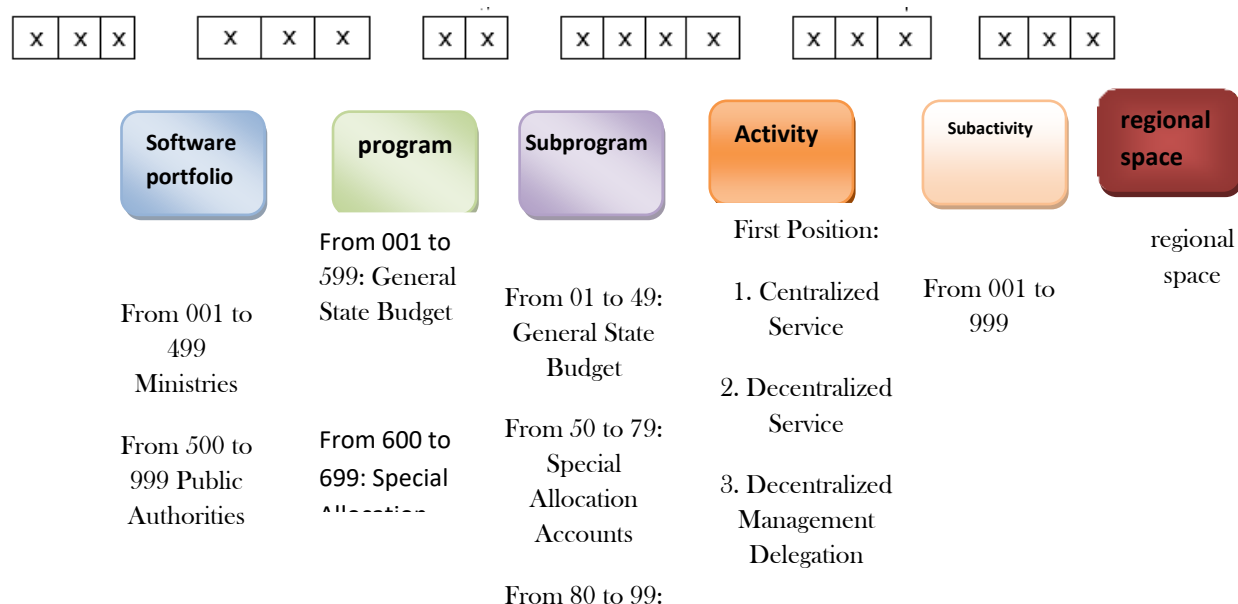 X X X
X X X
X X
X X X X
X X X
X X X
Software
portfolio
program
Subprogram
Activity
Subactivity
regional
space
From 001 to
499
Ministries
From 500 to
999 Public
Authorities
From 001 to
599: General
State Budget
From 600 to
699: Special
From 01 to 49:
General State
Budget
From 50 to 79:
Special
Allocation
Accounts
From 80 to 99:
First Position:
1. Centralized
Service
2. Decentralized
Service
3. Decentralized
Management
Delegation
From 001 to
999
regional
space